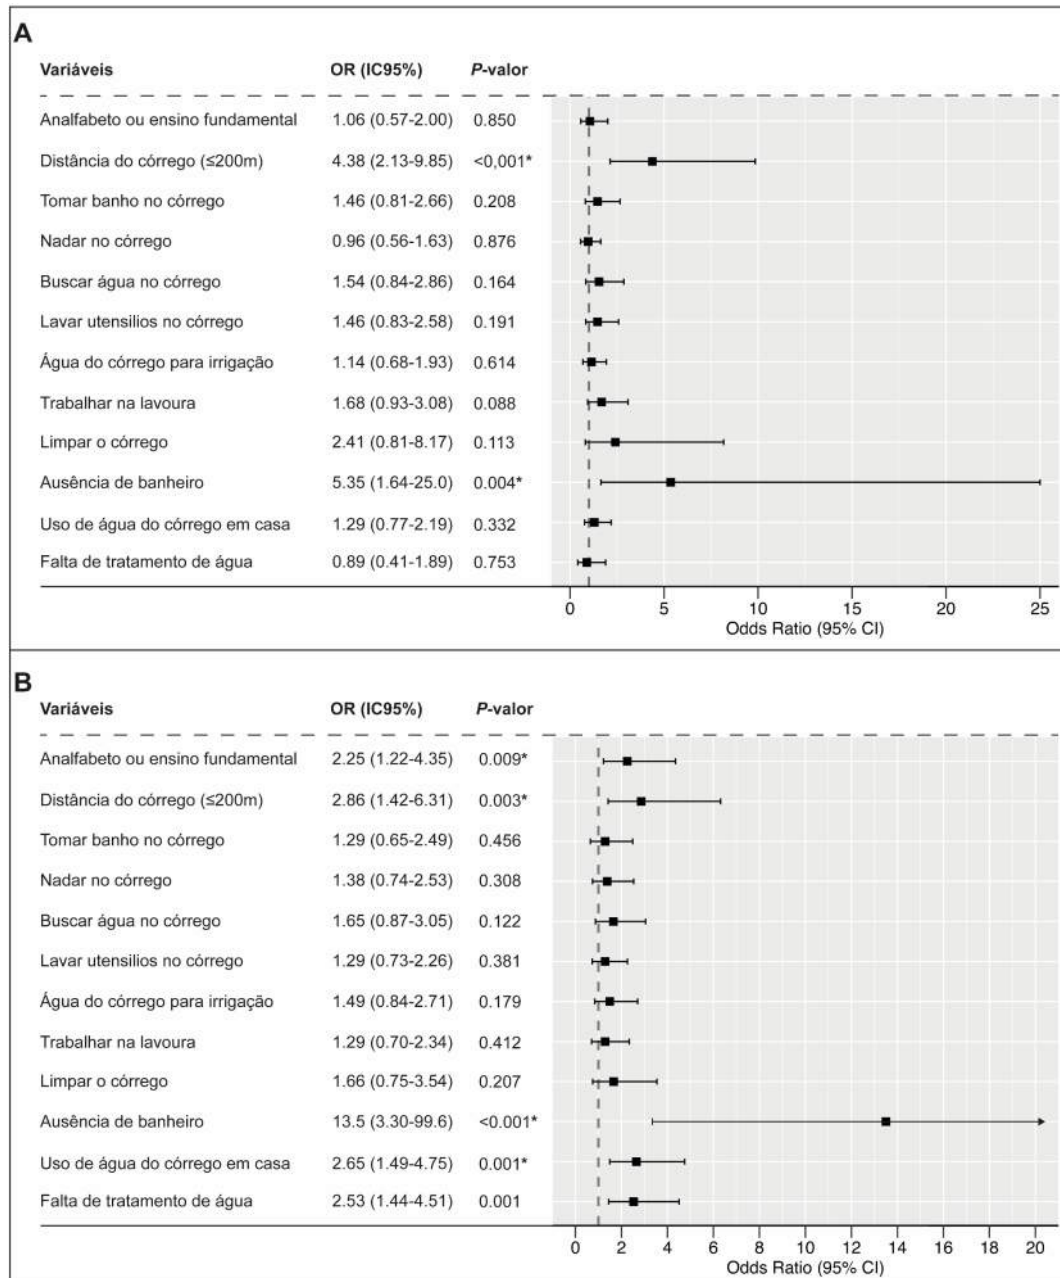 A
Variáveis OR (IC95%) P-valor
Analfabeto ou ensino fundamental 1.06 (0.57-2.00) 0.850
Distância do córrego (≤200m) 4.38 (2.13-9.85) <0,001*
Tomar banho no córrego 1.46 (0.81-2.66) 0.208
Nadar no córrego 0.96 (0.56-1.63) 0.876
Buscar água no córrego 1.54 (0.84-2.86) 0.164
Lavar utensilios no córrego 1.46 (0.83-2.58) 0.191
Água do córrego para irrigação 1.14 (0.68-1.93) 0.614
Trabalhar na lavoura 1.68 (0.93-3.08) 0.088
Limpar o córrego 2.41 (0.81-8.17) 0.113
Ausência de banheiro 5.35 (1.64-25.0) 0.004*
Uso de água do córrego em casa 1.29 (0.77-2.19) 0.332
Falta de tratamento de água 0.89 (0.41-1.89) 0.753
0 5 10 15 20 25
Odds Ratio (95% CI)
B
Variáveis OR (IC95%) P-valor
Analfabeto ou ensino fundamental 2.25 (1.22-4.35) 0.009*
Distância do córrego (≤200m) 2.86 (1.42-6.31) 0.003*
Tomar banho no córrego 1.29 (0.65-2.49) 0.456
Nadar no córrego 1.38 (0.74-2.53) 0.308
Buscar água no córrego 1.65 (0.87-3.05) 0.122
Lavar utensilios no córrego 1.29 (0.73-2.26) 0.381
Água do córrego para irrigação 1.49 (0.84-2.71) 0.179
Trabalhar na lavoura 1.29 (0.70-2.34) 0.412
Limpar o córrego 1.66 (0.75-3.54) 0.207
Ausência de banheiro 13.5 (3.30-99.6) <0.001*
Uso de água do córrego em casa 2.65 (1.49-4.75) 0.001*
Falta de tratamento de água 2.53 (1.44-4.51) 0.001
0 2 4 6 8 10 12 14 16 18 20
Odds Ratio (95% CI)